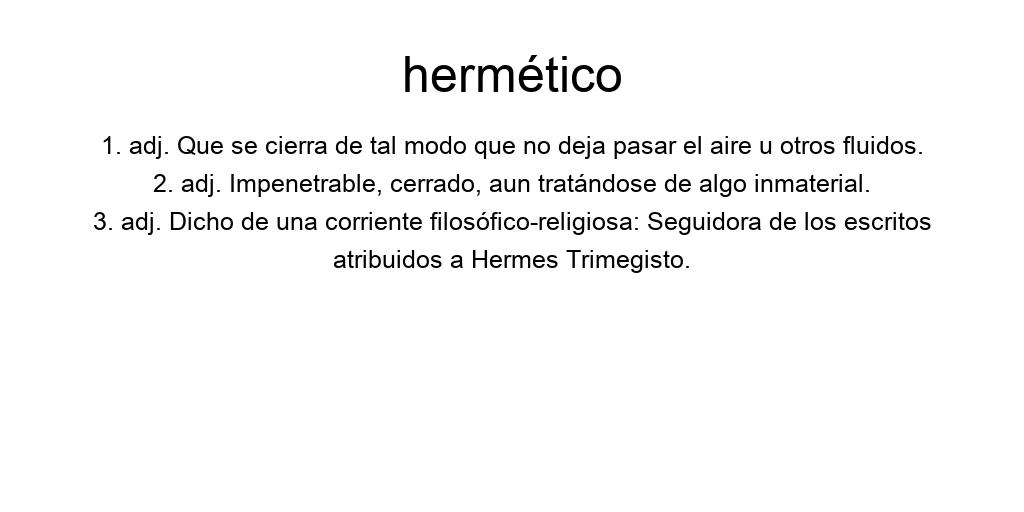 hermético
1. adj. Que se cierra de tal modo que no deja pasar el aire u otros fluidos.
2. adj. Impenetrable, cerrado, aun tratándose de algo inmaterial.
3. adj. Dicho de una corriente filosófico-religiosa: Seguidora de los escritos
atribuidos a Hermes Trimegisto.